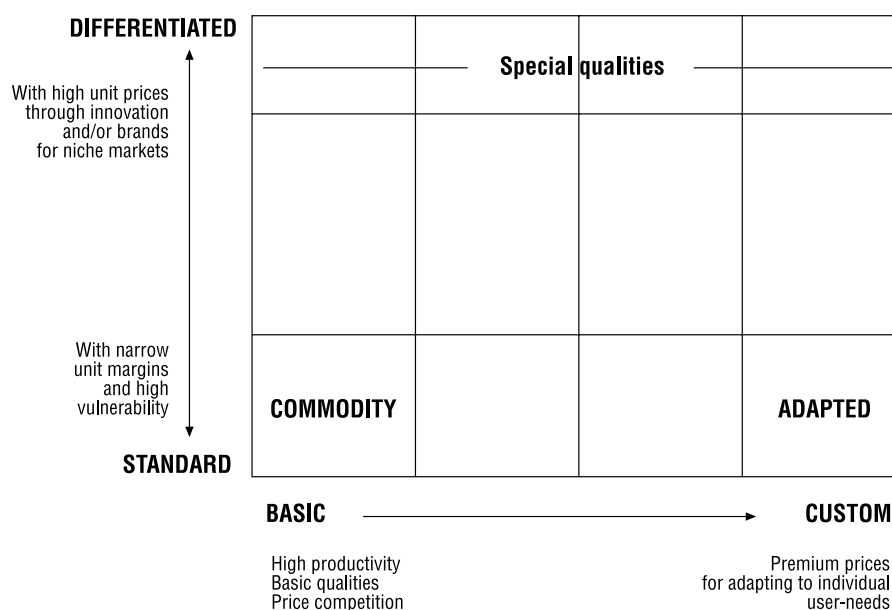 DIFFERENTIATED
With high unit prices
through innovation
and/or brands
for niche markets
Special qualities
With narrow
unit margins
and high
vulnerability
COMMODITY
ADAPTED
STANDARD
BASIC
CUSTOM
High productivity
Basic qualities
Price competition
Premium prices
for adapting to individual
user-needs